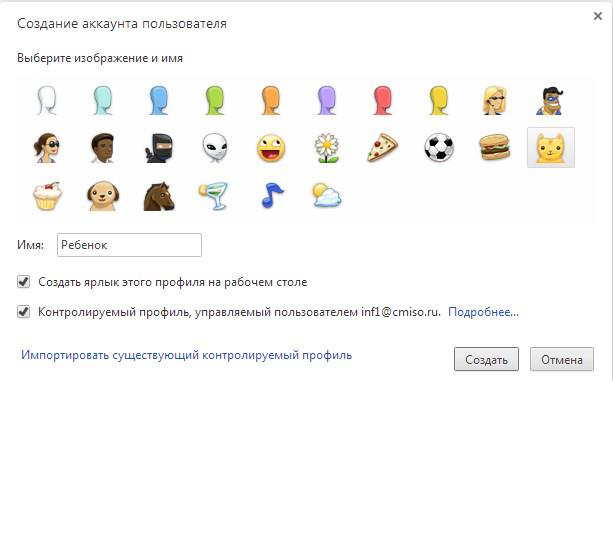 Создание аккаунта пользователя
Выберите изображение и имя
Имя: Ребенок
Создать ярлык этого профиля на рабочем столе
Контролируемый профиль, управляемый пользователем inf1@cmiso.ru. Подробнее...
Импортировать существующий контролируемый профиль Создать Отмена